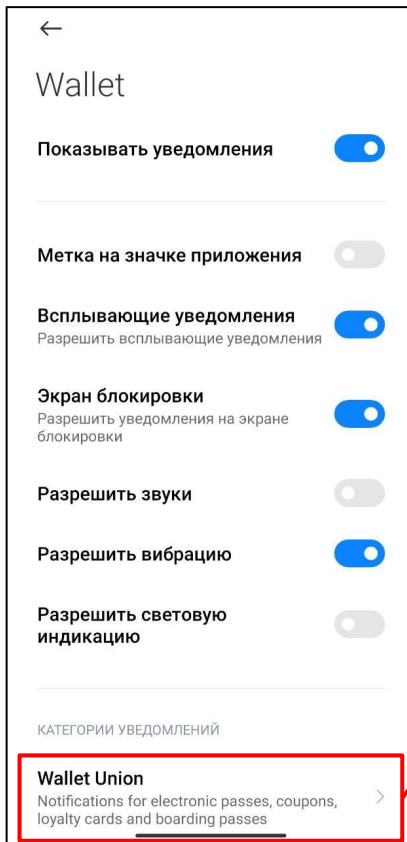 Wallet
Показывать уведомления
Метка на значке приложения
Всплывающие уведомления
Разрешить всплывающие уведомления
Экран блокировки
Разрешить уведомления на экране
блокировки
Разрешить звуки
Разрешить вибрацию
Разрешить световую
индикацию
КАТЕГОРИИ УВЕДОМЛЕНИЙ
Wallet Union
Notifications for electronic passes, coupons,
loyalty cards and boarding passes